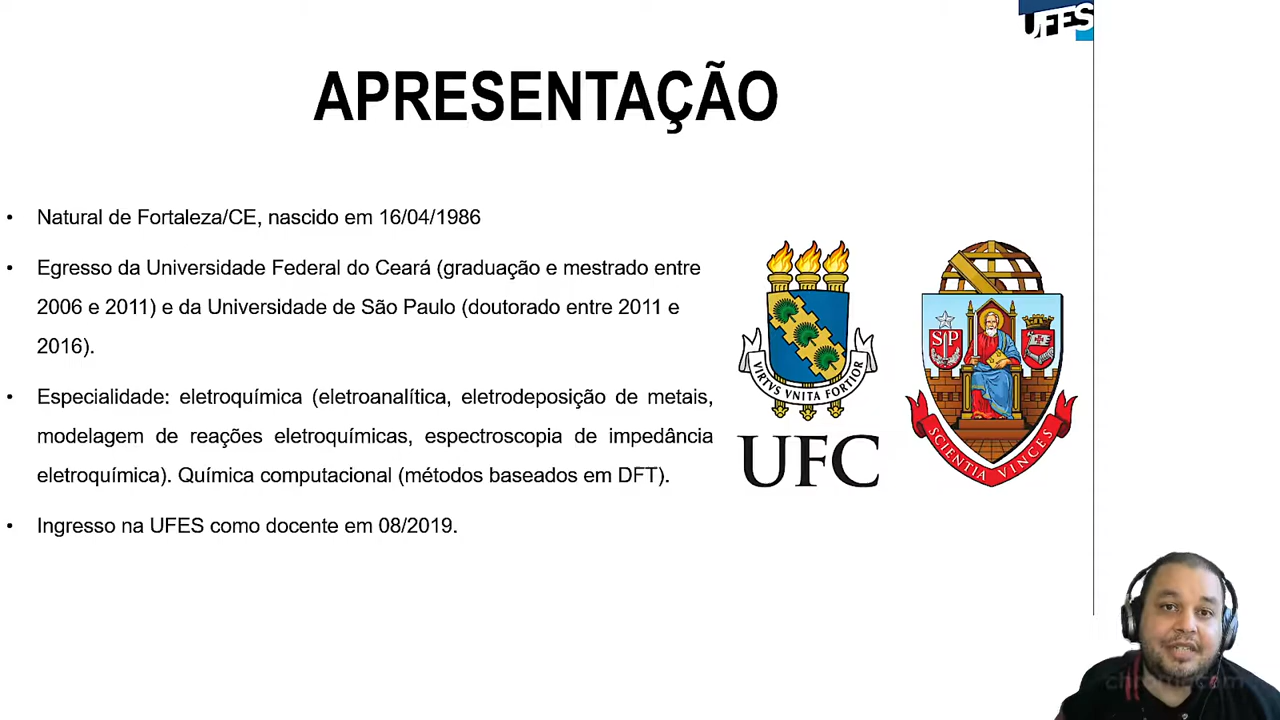 UFES
APRESENTAÇÃO
• Natural de Fortaleza/CE, nascido em 16/04/1986
• Egresso da Universidade Federal do Ceará (graduação e mestrado entre
2006 e 2011) e da Universidade de São Paulo (doutorado entre 2011 e
2016).
• Especialidade: eletroquímica (eletroanalítica, eletrodeposição de metais,
modelagem de reações eletroquímicas, espectroscopia de impedância
eletroquímica). Química computacional (métodos baseados em DFT).
• Ingresso na UFES como docente em 08/2019.
VIRTVS VNITA FORTIOR
UFC
S P
SCIENTIA VINCES
chromacam